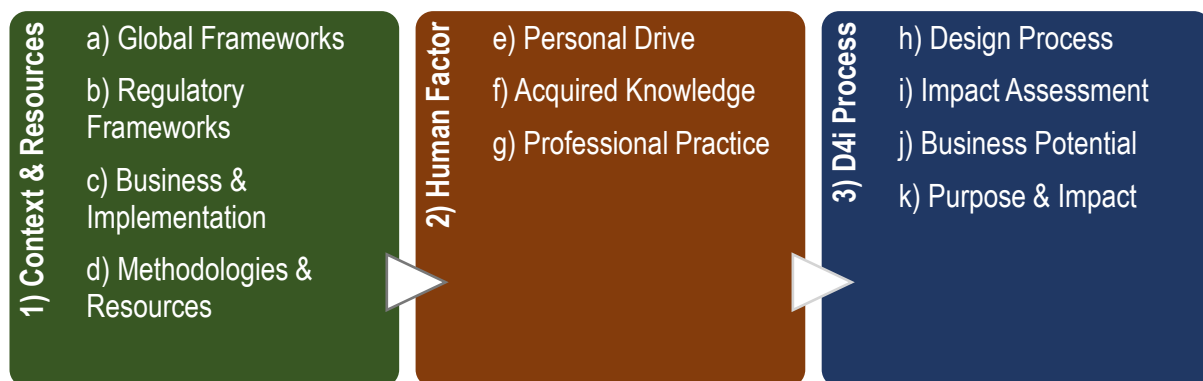 1) Context & Resources
a) Global Frameworks
b) Regulatory
Frameworks
c) Business &
Implementation
d) Methodologies &
Resources
2) Human Factor
e) Personal Drive
f) Acquired Knowledge
g) Professional Practice
3) D4i Process
h) Design Process
i) Impact Assessment
j) Business Potential
k) Purpose & Impact